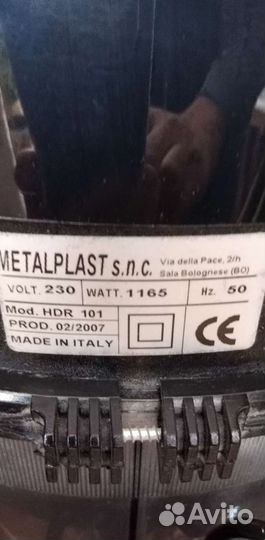 METALPLAST s.n.c. Via della Pace, 2/h
Sala Bolognese (BO)
VOLT. 230 WATT. 1165 Hz. 50
Mod. HDR 101
PROD. 02/2007
MADE IN ITALY
CE
Avito